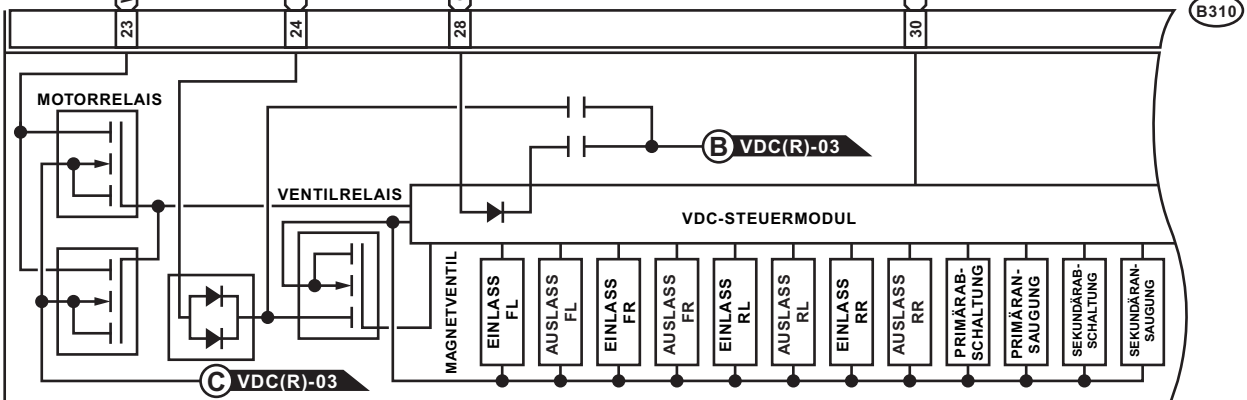 B310
23
24
28
30
MOTORRELAIS
B VDC(R)-03
VENTILRELAIS
VDC-STEUERMODUL
MAGNETVENTIL
EINLASS
FL
AUSLASS
FL
EINLASS
FR
AUSLASS
FR
EINLASS
RL
AUSLASS
RL
EINLASS
RR
AUSLASS
RR
PRIMÄRAB-
SCHALTUNG
PRIMÄRAN-
SAUGUNG
SEKUNDÄRAB-
SCHALTUNG
SEKUNDÄRAN-
SAUGUNG
C VDC(R)-03